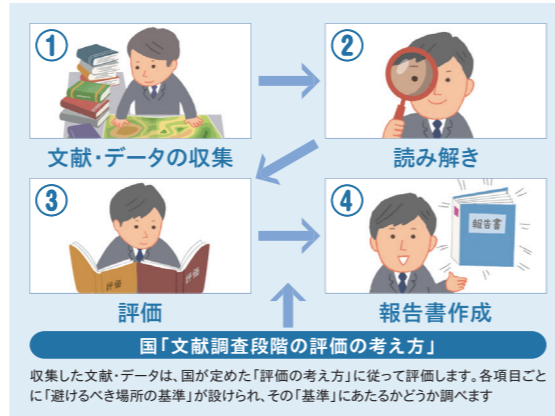 ①
②
文献・データの収集
読み解き
③
④
評価
評価
報告書
評価
報告書作成
国「文献調査段階の評価の考え方」
収集した文献・データは、国が定めた「評価の考え方」に従って評価します。各項目ごと
に「避けるべき場所の基準」が設けられ、その「基準」にあたるかどうか調べます